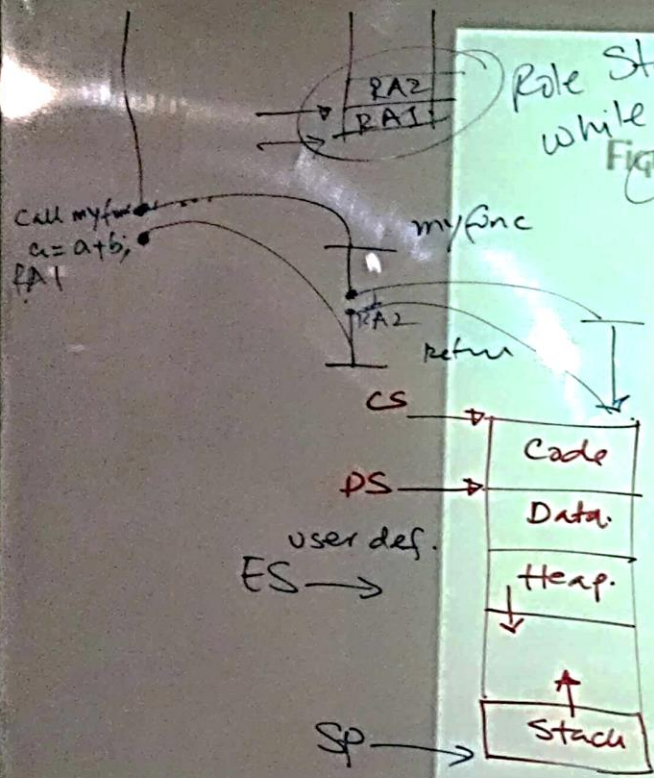 RA2
RA1
Role St
while
Fig
Call myfunc
a = a+b;
RA1
myfunc
RA2
Return
CS
Code
DS
Data.
user def.
ES
Heap.
SP
Stack